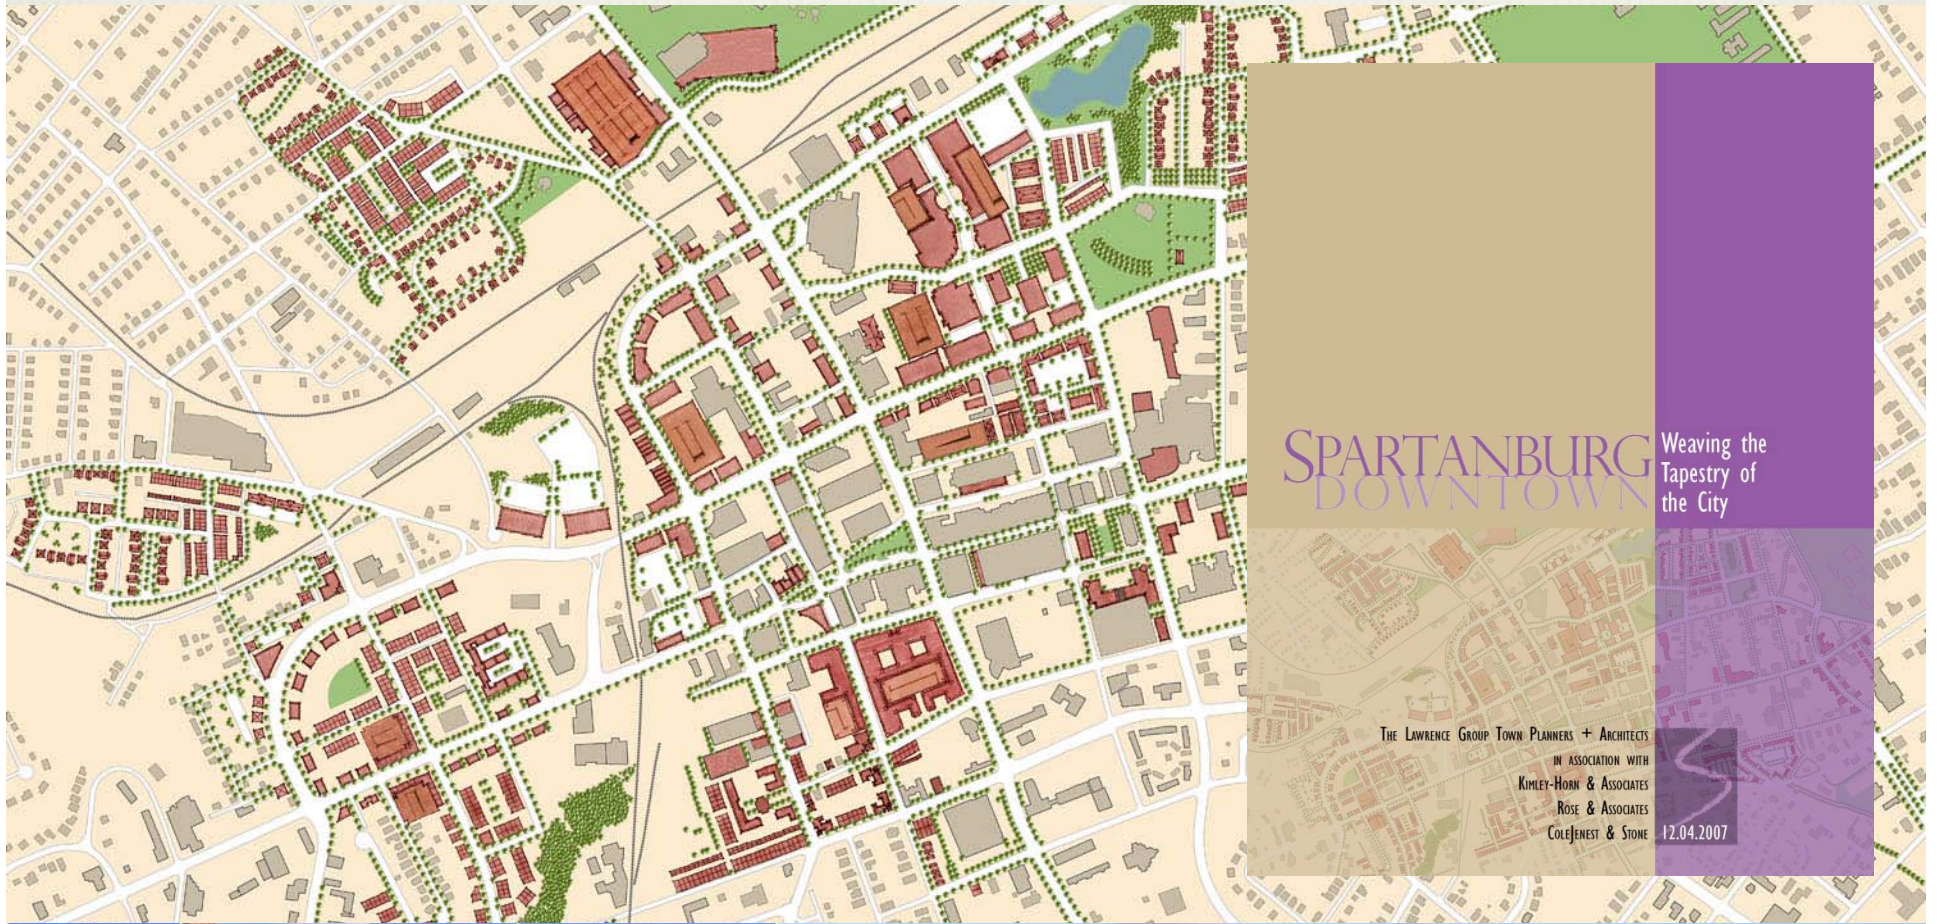 SPARTANBURG
DOWNTOWN
Weaving the
Tapestry of
the City
THE LAWRENCE GROUP TOWN PLANNERS + ARCHITECTS
IN ASSOCIATION WITH
KIMLEY-HORN & ASSOCIATES
ROSE & ASSOCIATES
COLEJENEST & STONE
12.04.2007